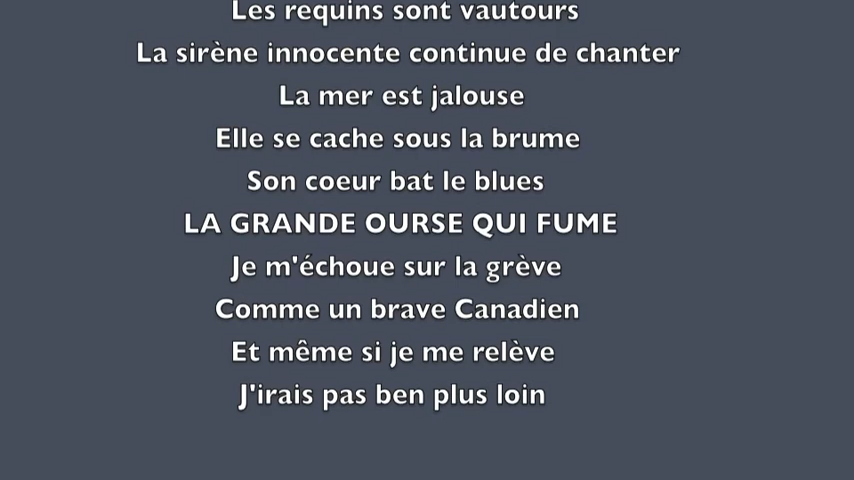 Les requins sont vautours
La sirène innocente continue de chanter
La mer est jalouse
Elle se cache sous la brume
Son coeur bat le blues
LA GRANDE OURSE QUI FUME
Je m'échoue sur la grève
Comme un brave Canadien
Et même si je me relève
J'irais pas ben plus loin